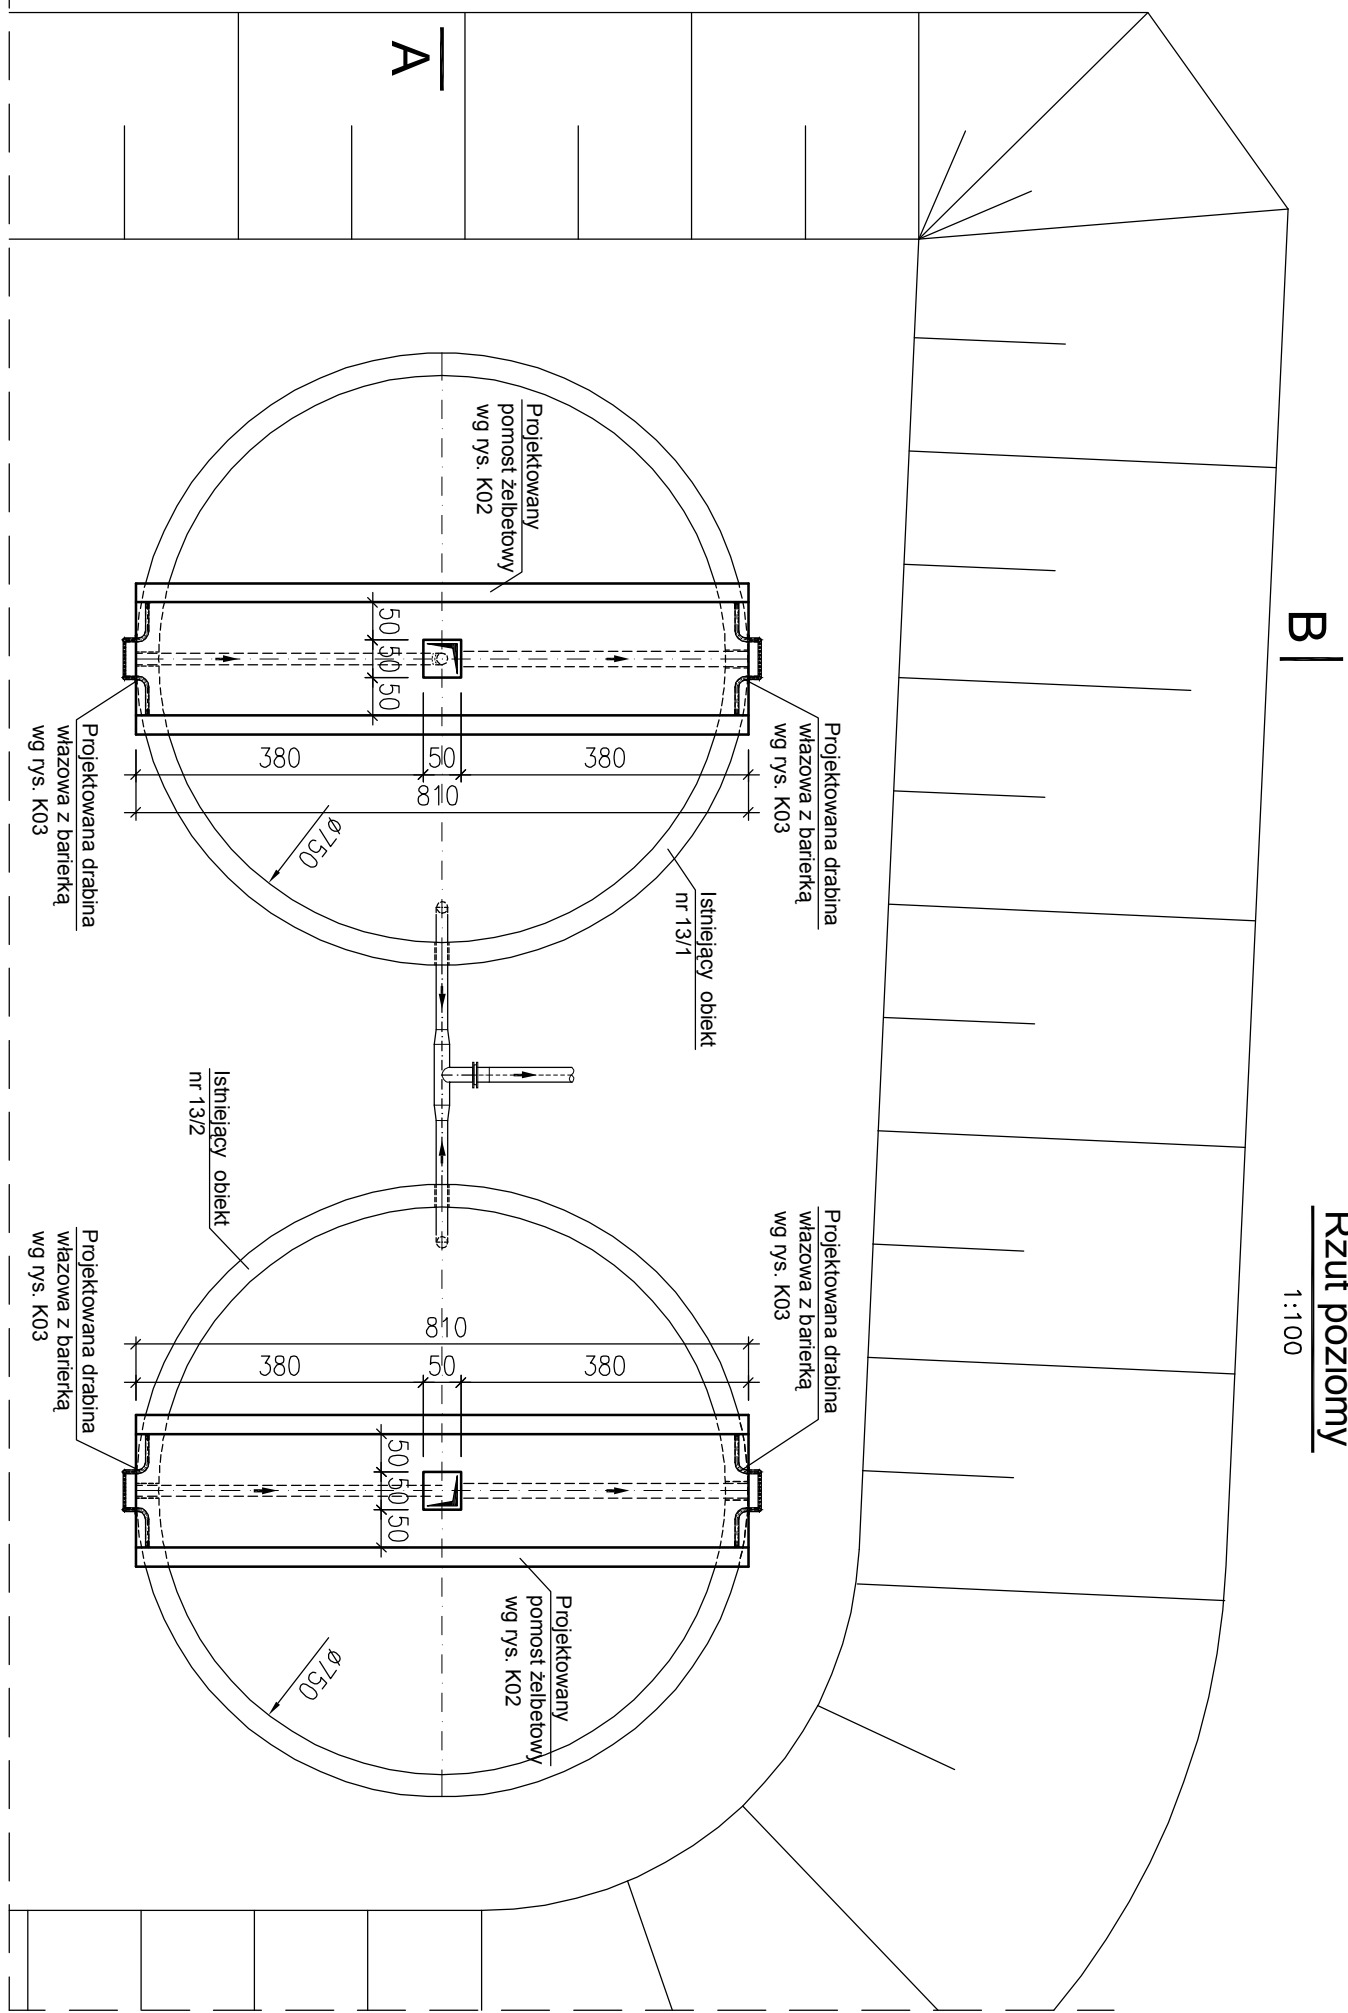 Rzut poziomy
1:100
B
A
Projektowana drabina
włazowa z barierką
wg rys. K03
Projektowana drabina
włazowa z barierką
wg rys. K03
Istniejący obiekt
nr 13/1
Projektowany
pomost żelbetowy
wg rys. K02
380
50
380
810
50
50
50
ø750
Projektowana drabina
włazowa z barierką
wg rys. K03
Projektowana drabina
włazowa z barierką
wg rys. K03
Istniejący obiekt
nr 13/2
Projektowany
pomost żelbetowy
wg rys. K02
810
380
50
380
50
50
50
ø750